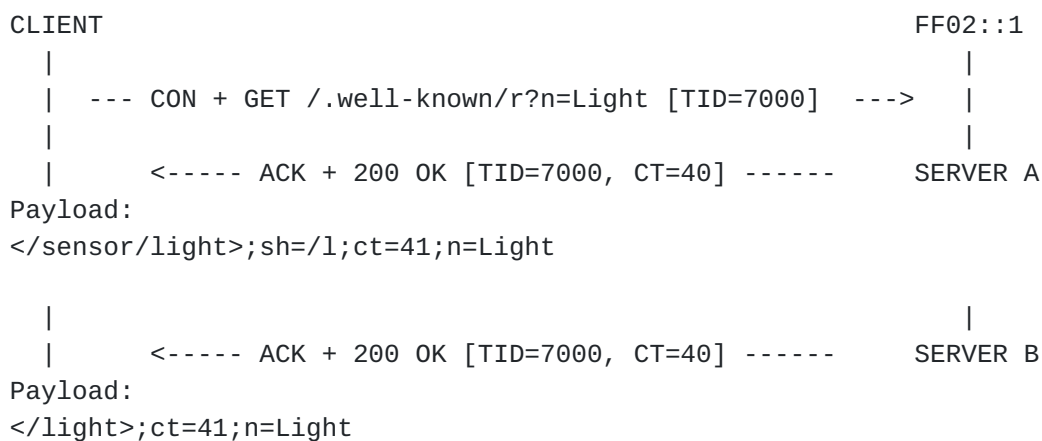 CLIENT                                                     FF02::1
  |                                                           |
  |  --- CON + GET /.well-known/r?n=Light [TID=7000]  --->   |
  |                                                           |
  |      <----- ACK + 200 OK [TID=7000, CT=40] ------     SERVER A
Payload:
</sensor/light>;sh=/l;ct=41;n=Light
  |                                                           |
  |      <----- ACK + 200 OK [TID=7000, CT=40] ------     SERVER B
Payload:
</light>;ct=41;n=Light